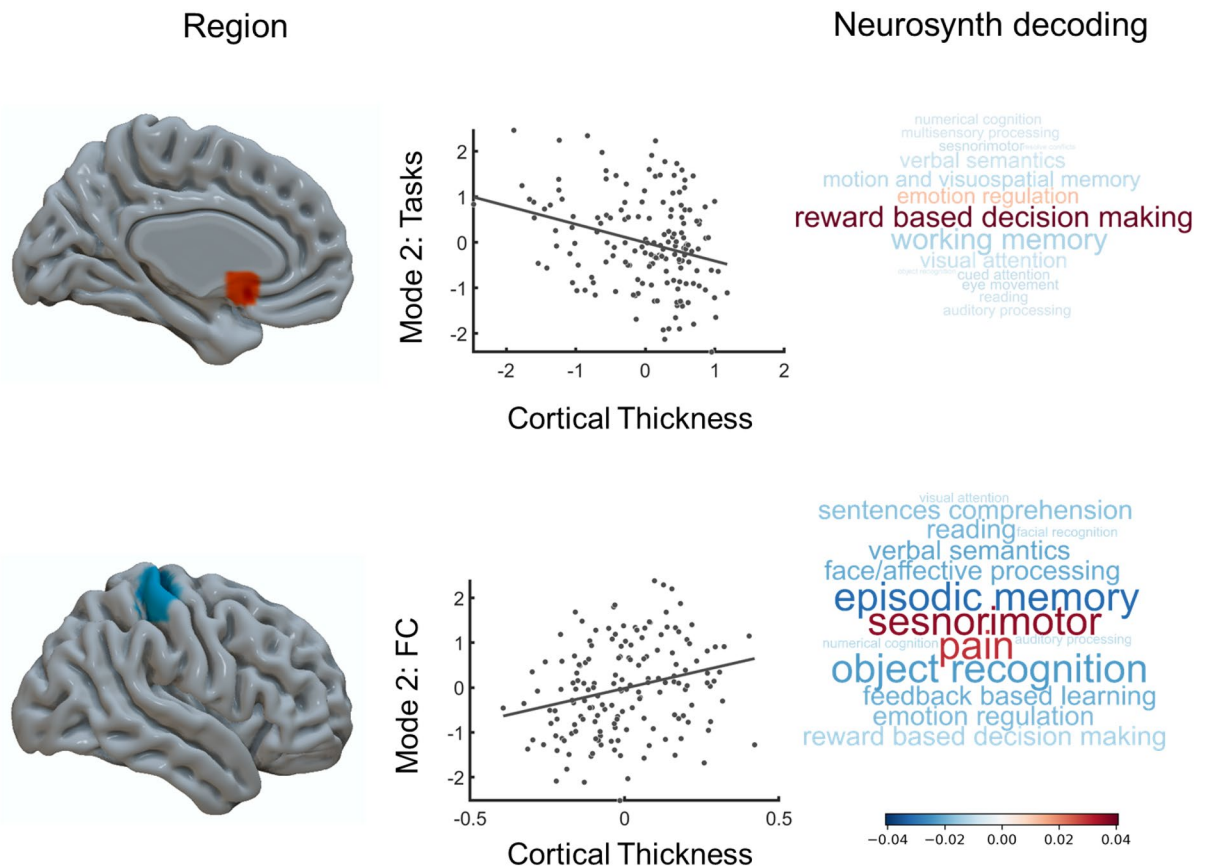 Region
Neurosynth decoding
Mode 2: Tasks
2
1
0
-1
-2
-2
-1
0
1
2
Cortical Thickness
numerical cognition
multisensory processing
sesnorimotor
verbal semantics
motion and visuospatial memory
emotion regulation
reward based decision making
working memory
visual attention
object recognition
cued attention
eye movement
reading
auditory processing
Mode 2: FC
2
1
0
-1
-2
-0.5
0
0.5
Cortical Thickness
visual attention
sentences comprehension
reading facial recognition
verbal semantics
face/affective processing
episodic memory
sesnorimotor
numerical cognition pain auditory processing
object recognition
feedback based learning
emotion regulation
reward based decision making
−0.04 −0.02 0.00 0.02 0.04